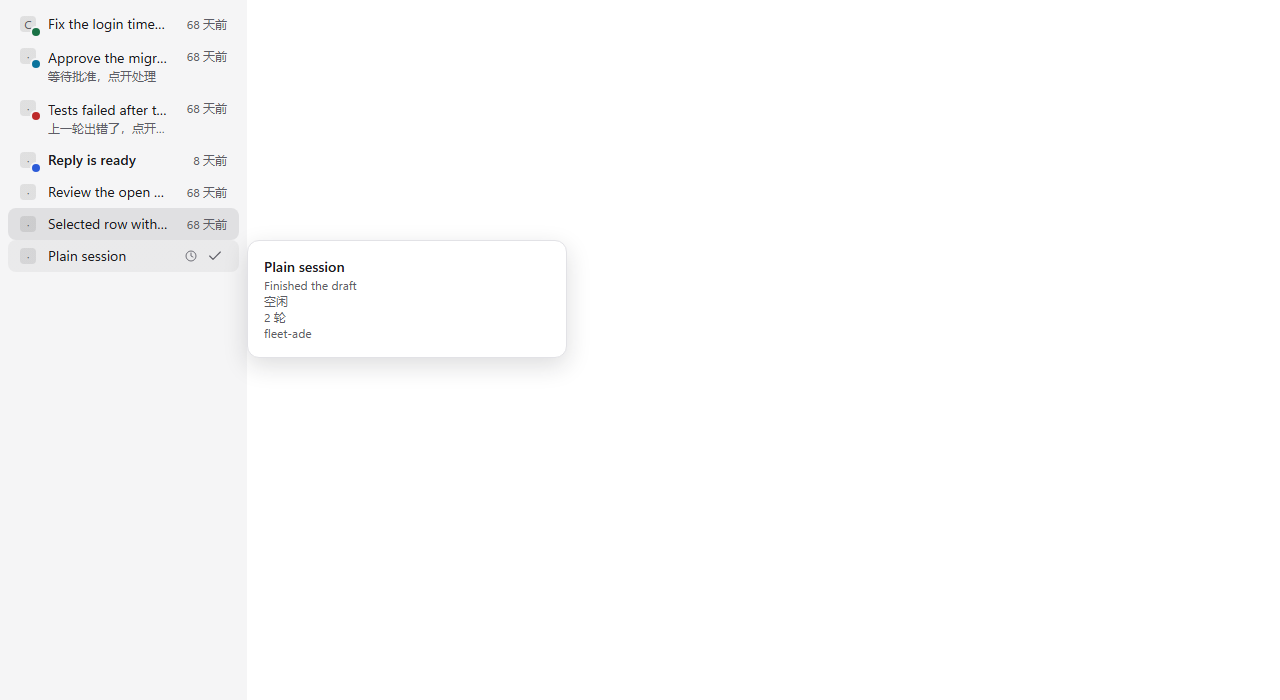 C Fix the login time... 68 天前
· Approve the migr... 68 天前
等待批准，点开处理
· Tests failed after t... 68 天前
上一轮出错了，点开...
· Reply is ready 8 天前
· Review the open ... 68 天前
· Selected row with... 68 天前
· Plain session
Plain session
Finished the draft
空闲
2 轮
fleet-ade